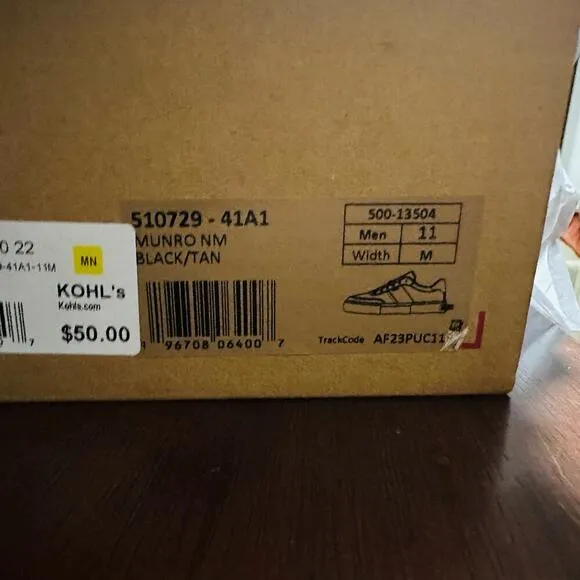 510729 - 41A1
MUNRO NM
BLACK/TAN
96708 06400 7
500-13504
Men 11
Width M
TrackCode AF23PUC11
0 22
-41A1-11M
MN
KOHL's
Kohls.com
$50.00
7